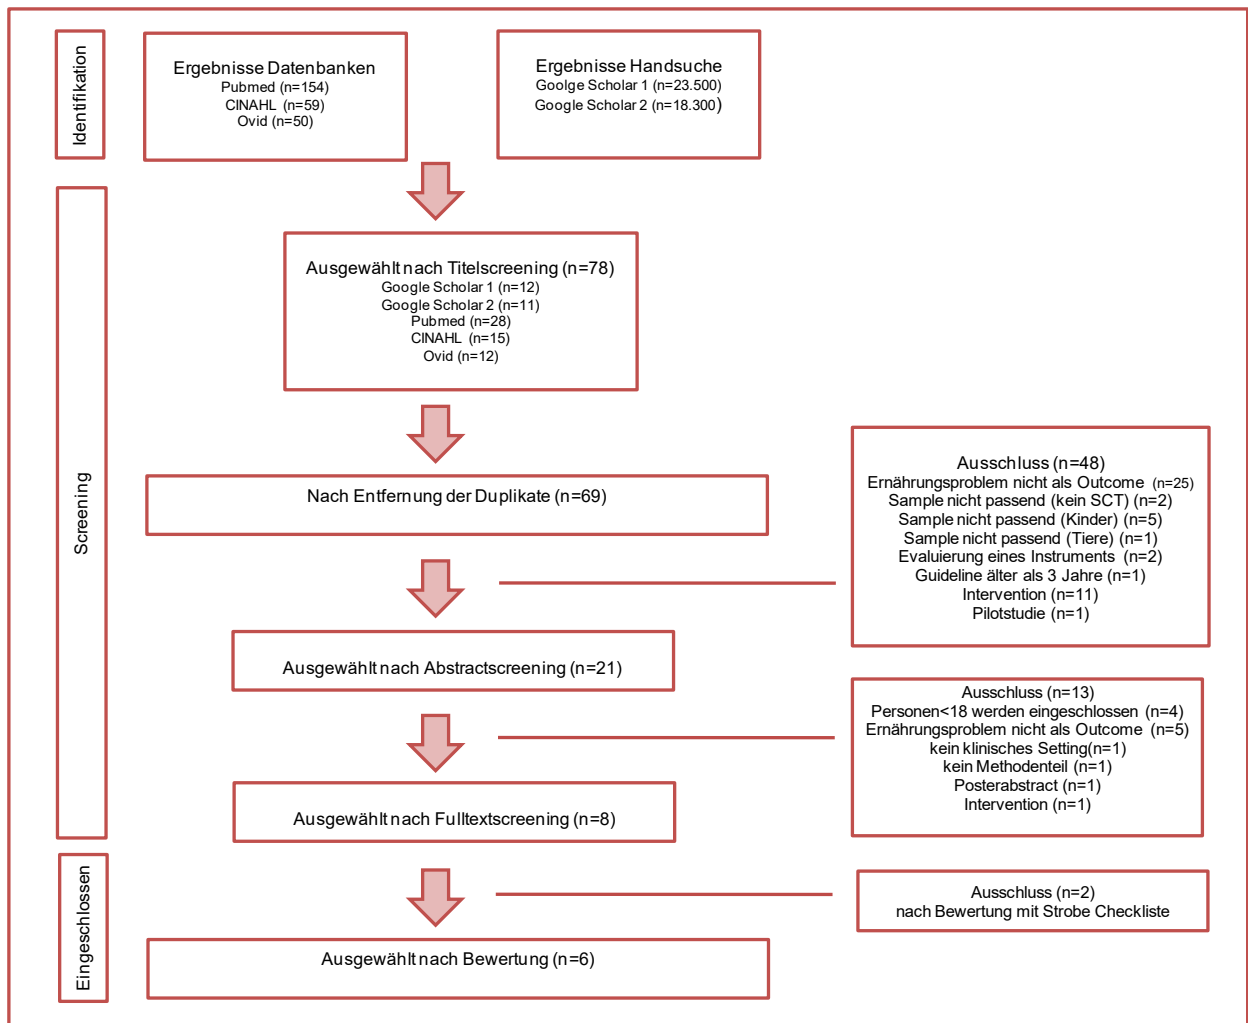 Identifikation
Ergebnisse Datenbanken
Pubmed (n=154)
CINAHL (n=59)
Ovid (n=50)
Ergebnisse Handsuche
Goolge Scholar 1 (n=23.500)
Google Scholar 2 (n=18.300)
Screening
Ausgewählt nach Titelscreening (n=78)
Google Scholar 1 (n=12)
Google Scholar 2 (n=11)
Pubmed (n=28)
CINAHL (n=15)
Ovid (n=12)
Nach Entfernung der Duplikate (n=69)
Ausschluss (n=48)
Ernährungsproblem nicht als Outcome (n=25)
Sample nicht passend (kein SCT) (n=2)
Sample nicht passend (Kinder) (n=5)
Sample nicht passend (Tiere) (n=1)
Evaluierung eines Instruments (n=2)
Guideline älter als 3 Jahre (n=1)
Intervention (n=11)
Pilotstudie (n=1)
Ausgewählt nach Abstractscreening (n=21)
Ausschluss (n=13)
Personen<18 werden eingeschlossen (n=4)
Ernährungsproblem nicht als Outcome (n=5)
kein klinisches Setting(n=1)
kein Methodenteil (n=1)
Posterabstract (n=1)
Intervention (n=1)
Ausgewählt nach Fulltextscreening (n=8)
Eingeschlossen
Ausschluss (n=2)
nach Bewertung mit Strobe Checkliste
Ausgewählt nach Bewertung (n=6)